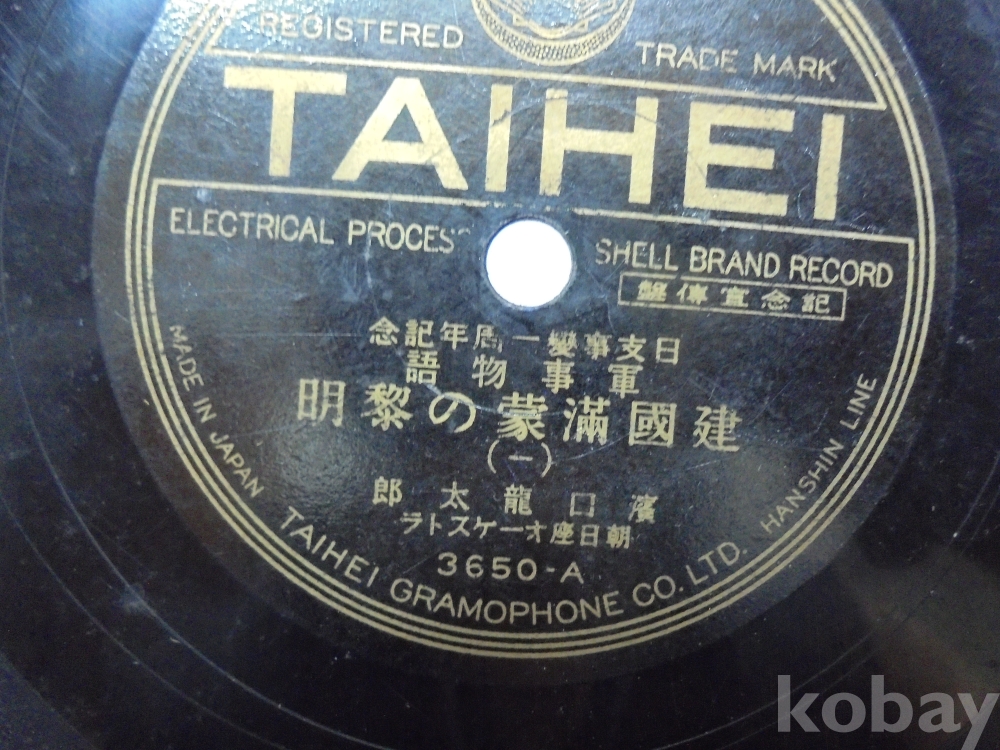 REGISTERED TRADE MARK
TAIHEI
ELECTRICAL PROCESS
SHELL BRAND RECORD
記念宣傳盤
日支事變一周年記念
軍事物語
建國滿蒙の黎明
(一)
濱口龍太郎
朝日座オーケストラ
3650-A
MADE IN JAPAN
TAIHEI GRAMOPHONE CO. LTD.
HANSHIN LINE
kobay